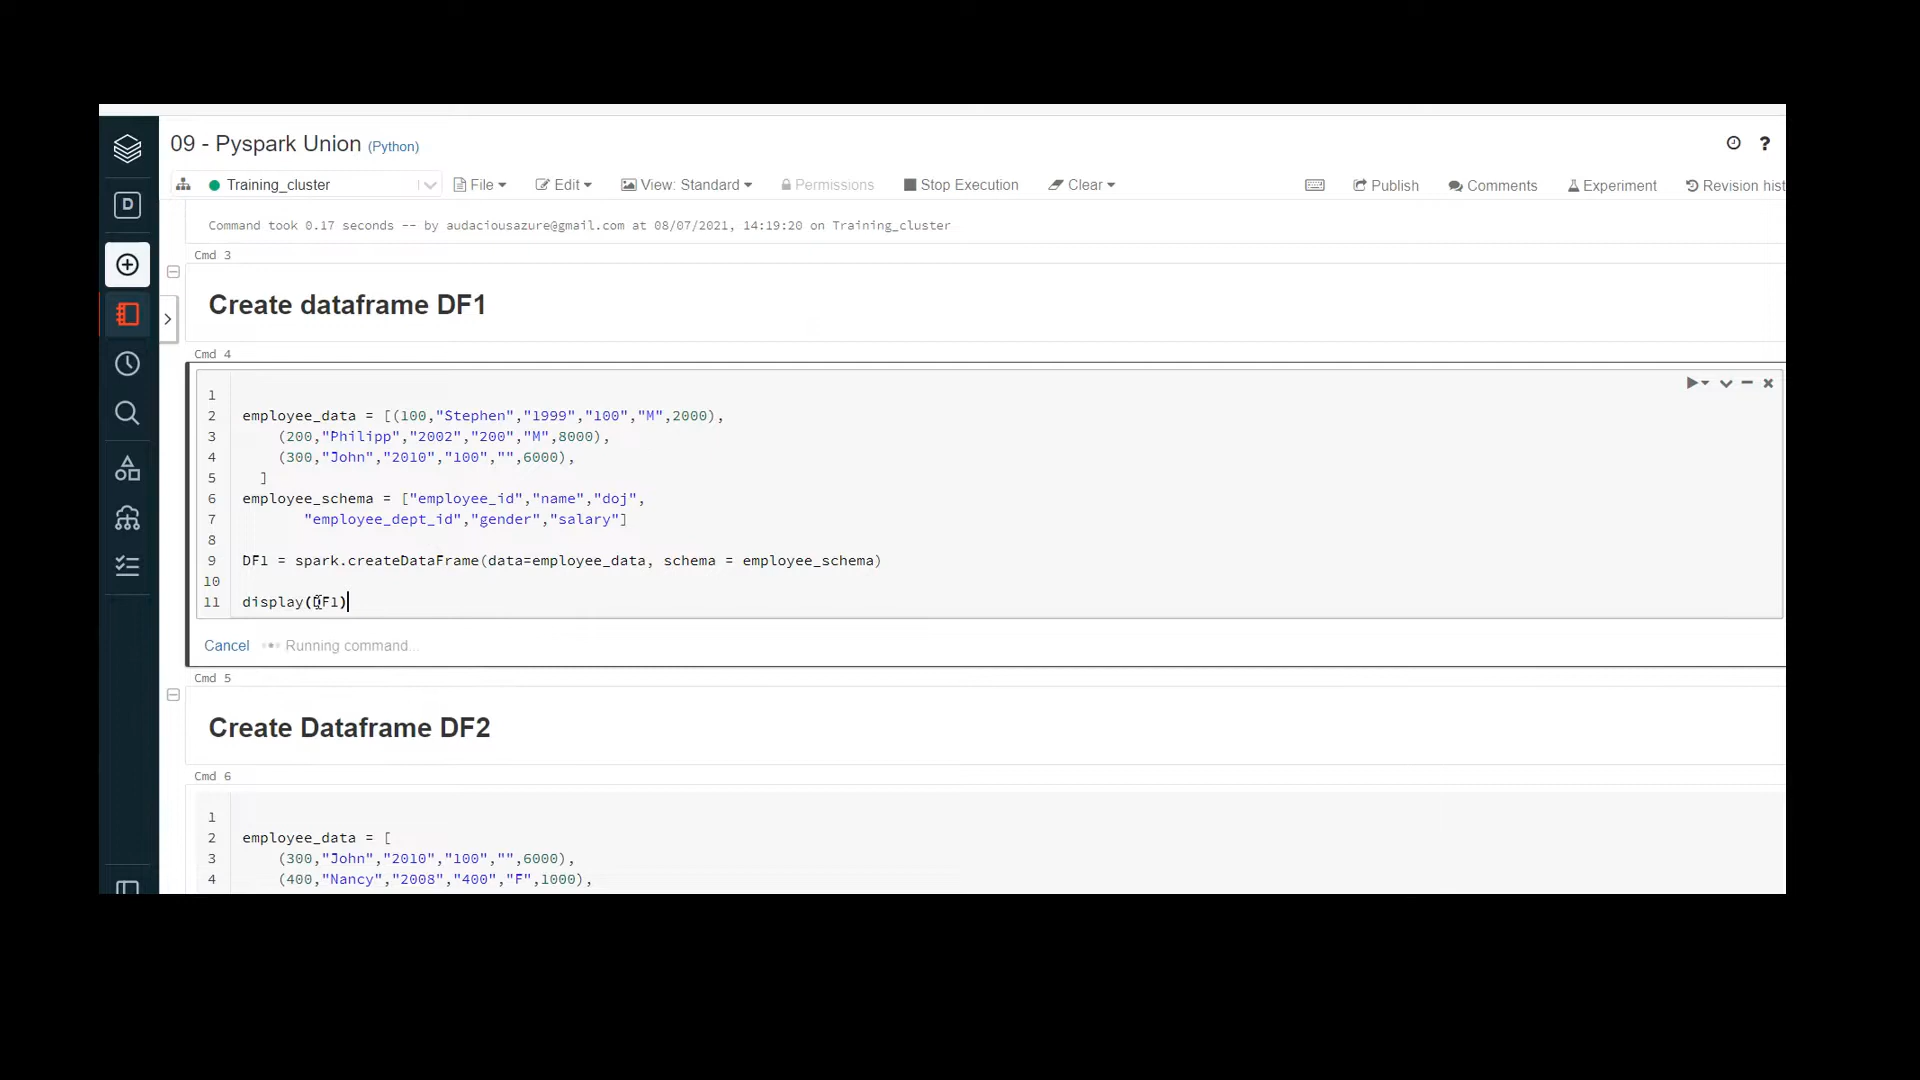 09 - Pyspark Union (Python)
Training_cluster File Edit View: Standard Permissions Stop Execution Clear Publish Comments Experiment Revision hist
D
Command took 0.17 seconds -- by audaciousazure@gmail.com at 08/07/2021, 14:19:20 on Training_cluster
Cmd 3
Create dataframe DF1
Cmd 4
1
2 employee_data = [(100,"Stephen","1999","100","M",2000),
3 (200,"Philipp","2002","200","M",8000),
4 (300,"John","2010","100","",6000),
5 ]
6 employee_schema = ["employee_id","name","doj",
7 "employee_dept_id","gender","salary"]
8
9 DF1 = spark.createDataFrame(data=employee_data, schema = employee_schema)
10
11 display(DF1)
Cancel Running command...
Cmd 5
Create Dataframe DF2
Cmd 6
1
2 employee_data = [
3 (300,"John","2010","100","",6000),
4 (400,"Nancy","2008","400","F",1000),